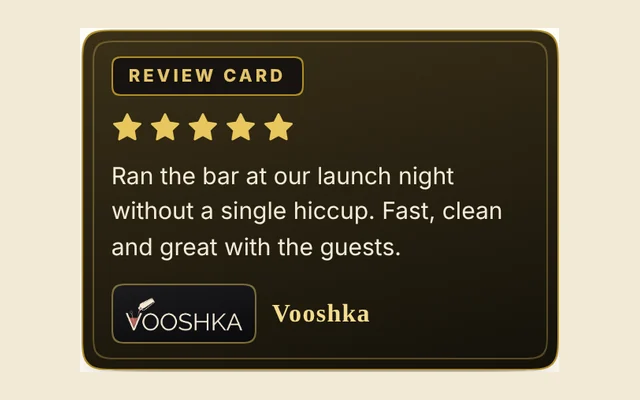 REVIEW CARD
Ran the bar at our launch night
without a single hiccup. Fast, clean
and great with the guests.
VOOSHKA
Vooshka